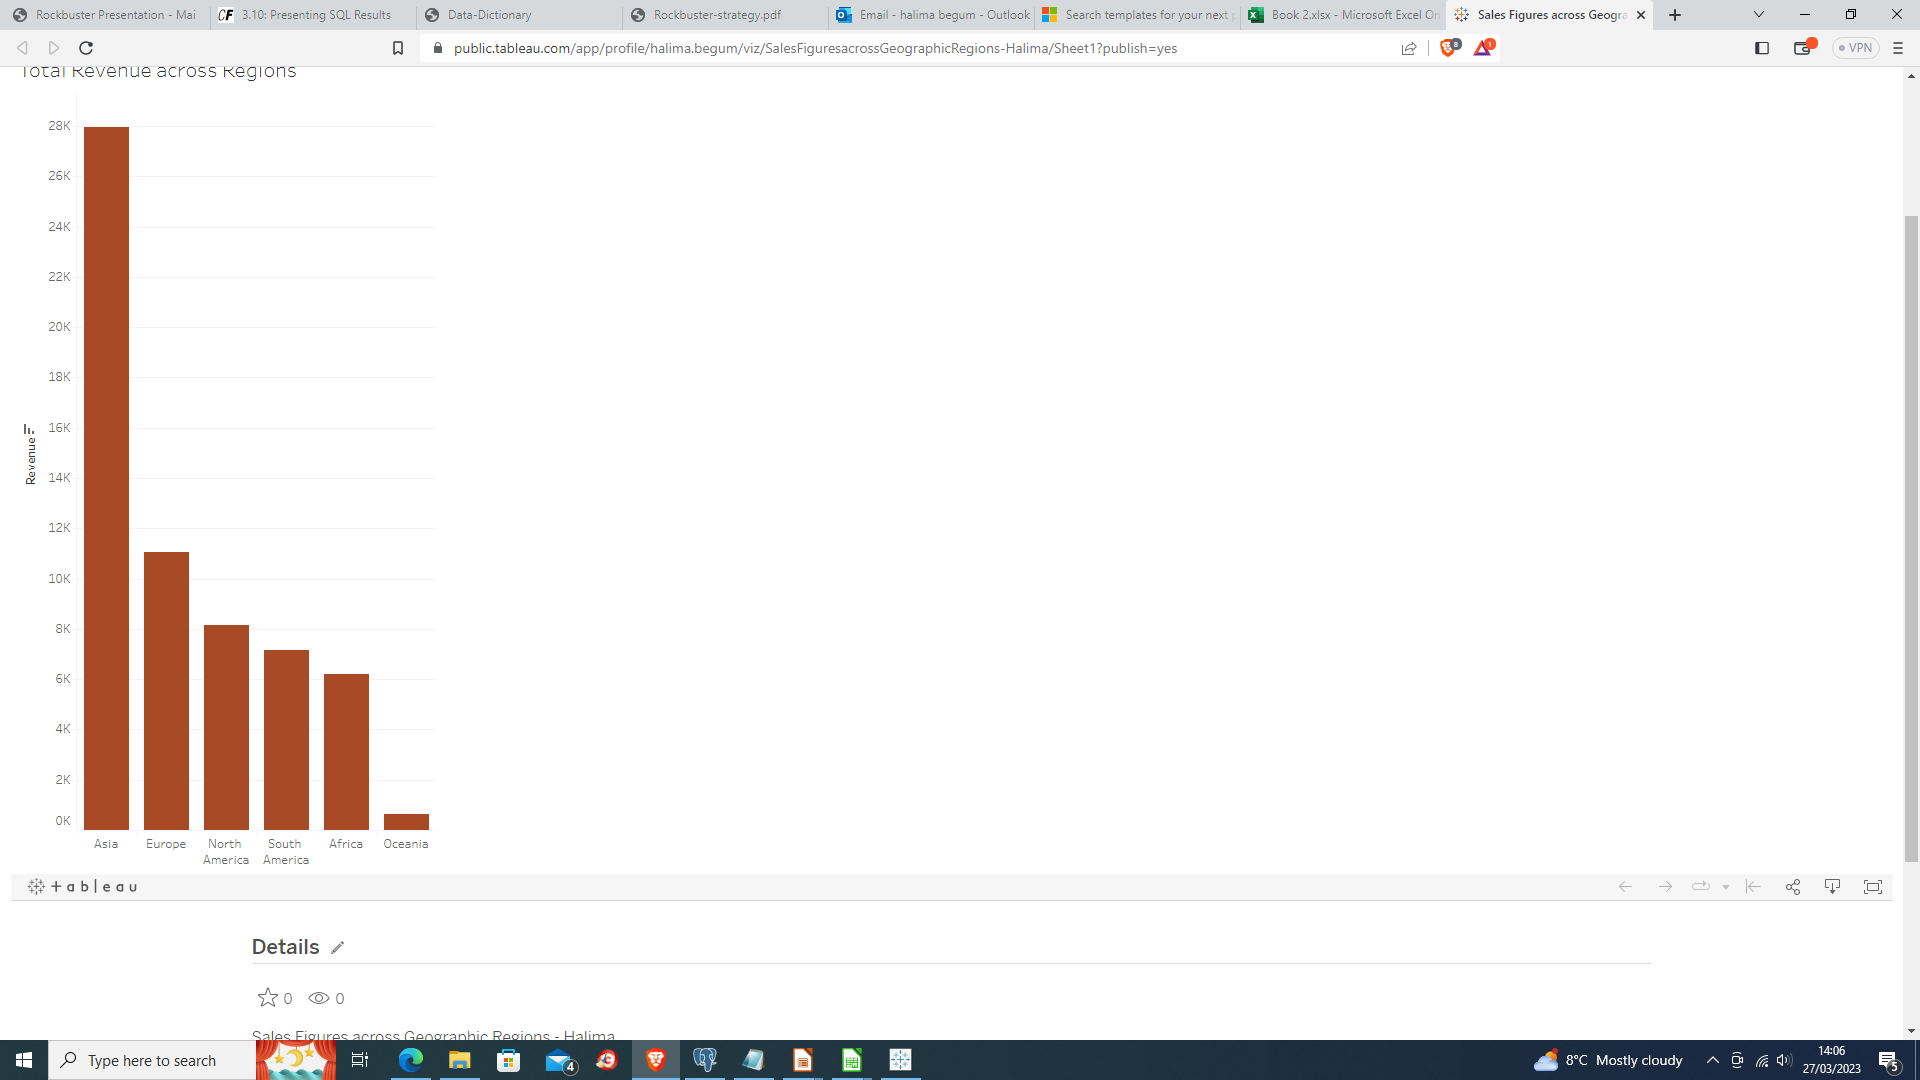 Rockbuster Presentation - Mai
CF 3.10: Presenting SQL Results
Data-Dictionary
Rockbuster-strategy.pdf
Email - halima begum - Outlook
Search templates for your next p
Book 2.xlsx - Microsoft Excel On
Sales Figures across Geogra
public.tableau.com/app/profile/halima.begum/viz/SalesFiguresacrossGeographicRegions-Halima/Sheet1?publish=yes
8
1
VPN
Total Revenue across Regions
28K
26K
24K
22K
20K
18K
16K
14K
12K
10K
8K
6K
4K
2K
0K
Revenue
Asia
Europe
North
America
South
America
Africa
Oceania
+ a b l e a u
Details
0
0
Sales Figures across Geographic Regions - Halima
Type here to search
4
8°C Mostly cloudy
14:06
27/03/2023
5